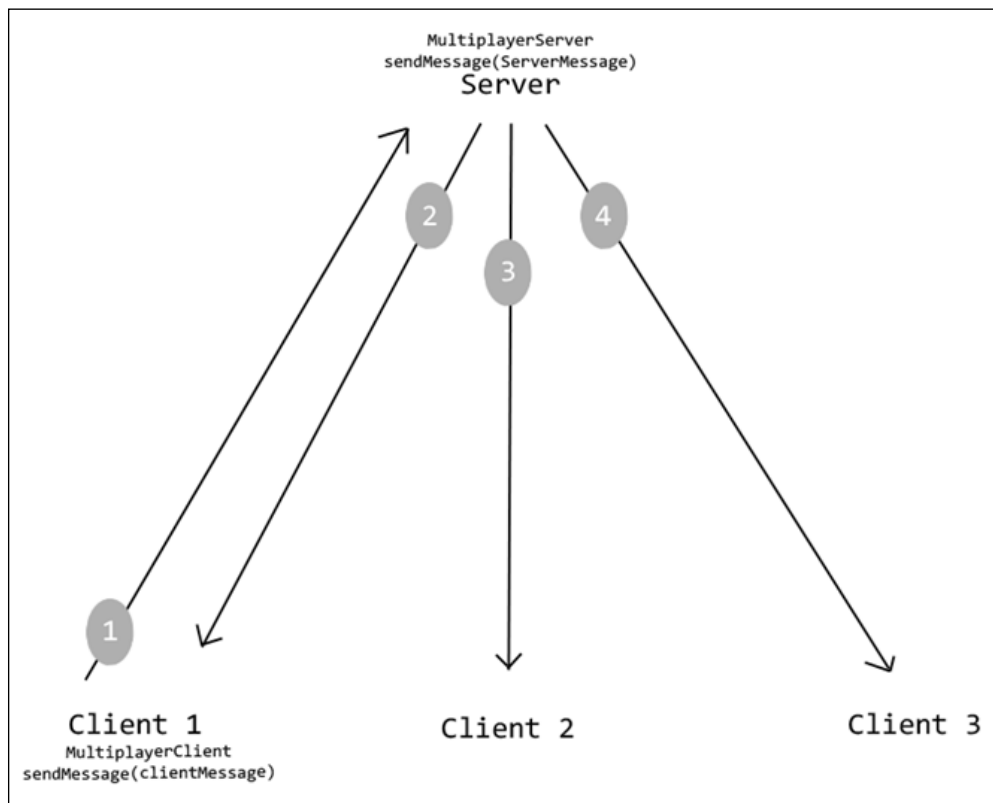 MultiplayerServer
sendMessage(ServerMessage)
Server
2
4
3
1
Client 1
MultiplayerClient
sendMessage(clientMessage)
Client 2
Client 3